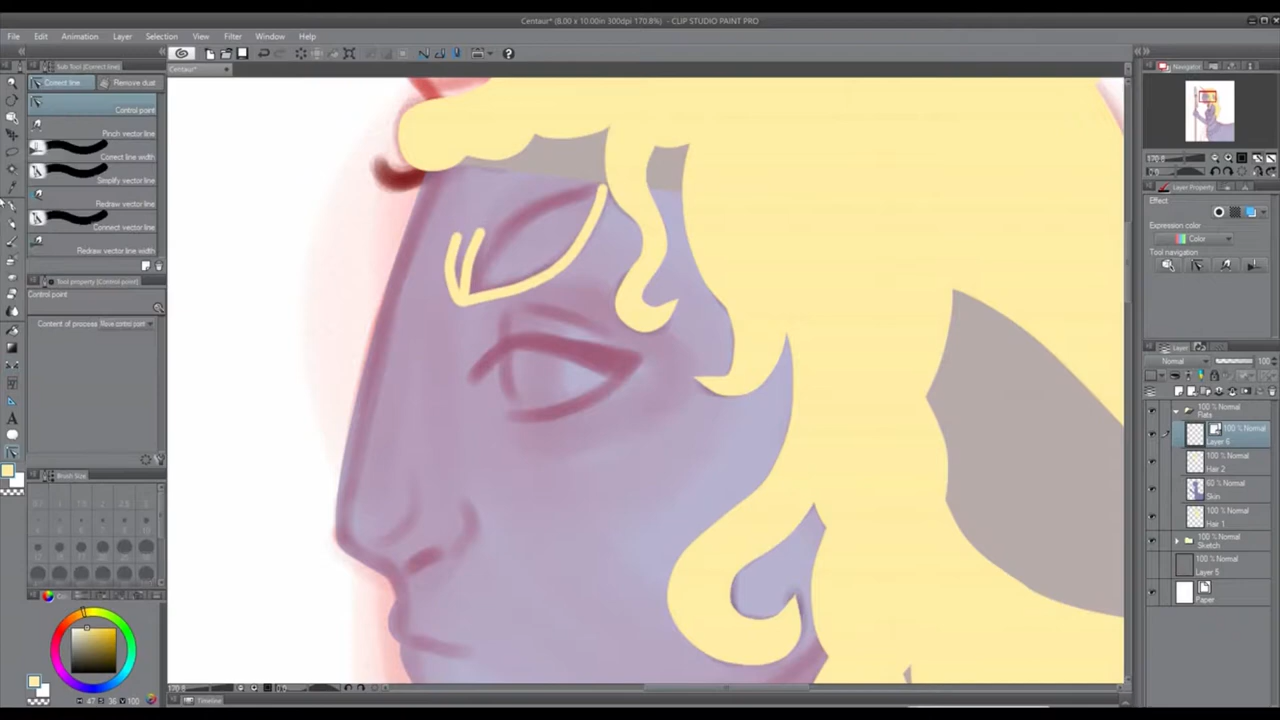 Centaur* (8.00 x 10.00in 300dpi 170.8%) - CLIP STUDIO PAINT PRO
File Edit Animation Layer Selection View Filter Window Help
Sub Tool (Correct line)
Centaur*
Navigator
Correct line Remove dust
Control point
Pinch vector line
Correct line width
Simplify vector line
Redraw vector line
Connect vector line
Redraw vector line width
Tool property (Control point)
Control point
Content of process Move control point
Brush Size
Layer Property
Effect
Expression color
Color
Tool navigation
Layer
Normal 100
100 % Normal
Flats
100 % Normal
Layer 6
100 % Normal
Hair 2
60 % Normal
Skin
100 % Normal
Hair 1
100 % Normal
Sketch
100 % Normal
Layer 5
Paper
H 47 S 36 V 100
Timeline